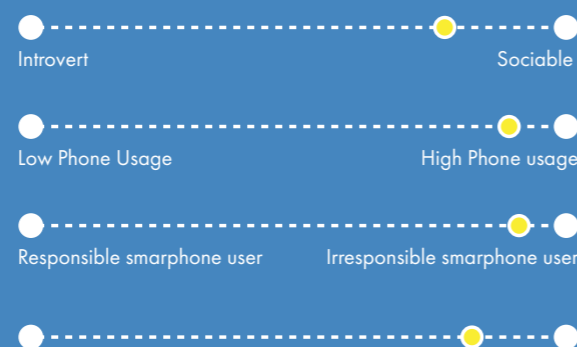 Introvert Sociable
Low Phone Usage High Phone usage
Responsible smarphone user Irresponsible smarphone user